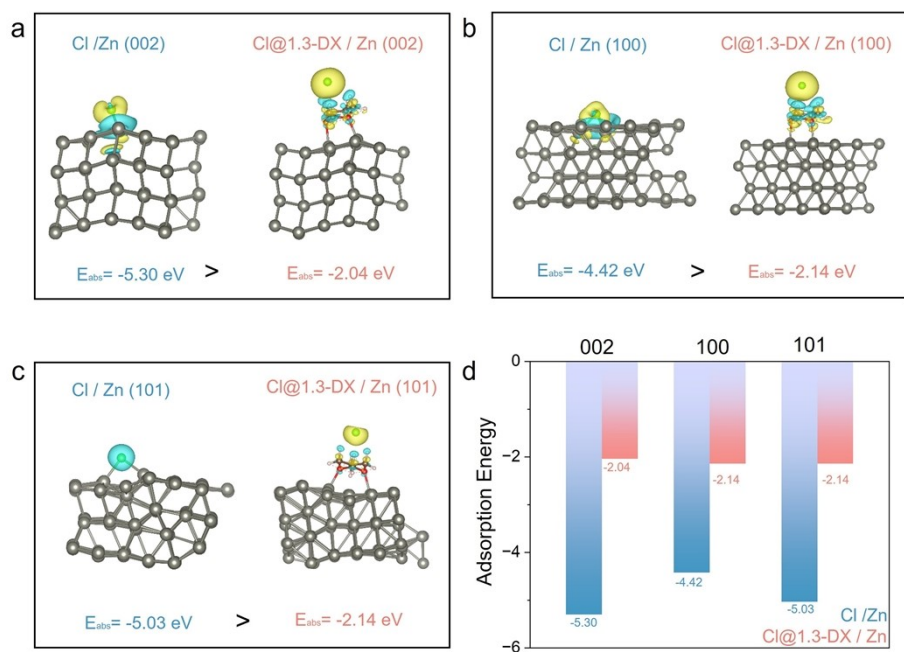 a
Cl /Zn (002)
Cl@1.3-DX / Zn (002)
Eabs= -5.30 eV
>
Eabs= -2.04 eV
b
Cl / Zn (100)
Cl@1.3-DX / Zn (100)
Eabs= -4.42 eV
>
Eabs= -2.14 eV
c
Cl / Zn (101)
Cl@1.3-DX / Zn (101)
Eabs= -5.03 eV
>
Eabs= -2.14 eV
d
002 100 101
Adsorption Energy
0
−2
−4
−6
-2.04
-2.14
-2.14
-4.42
-5.03
-5.30
Cl /Zn
Cl@1.3-DX / Zn